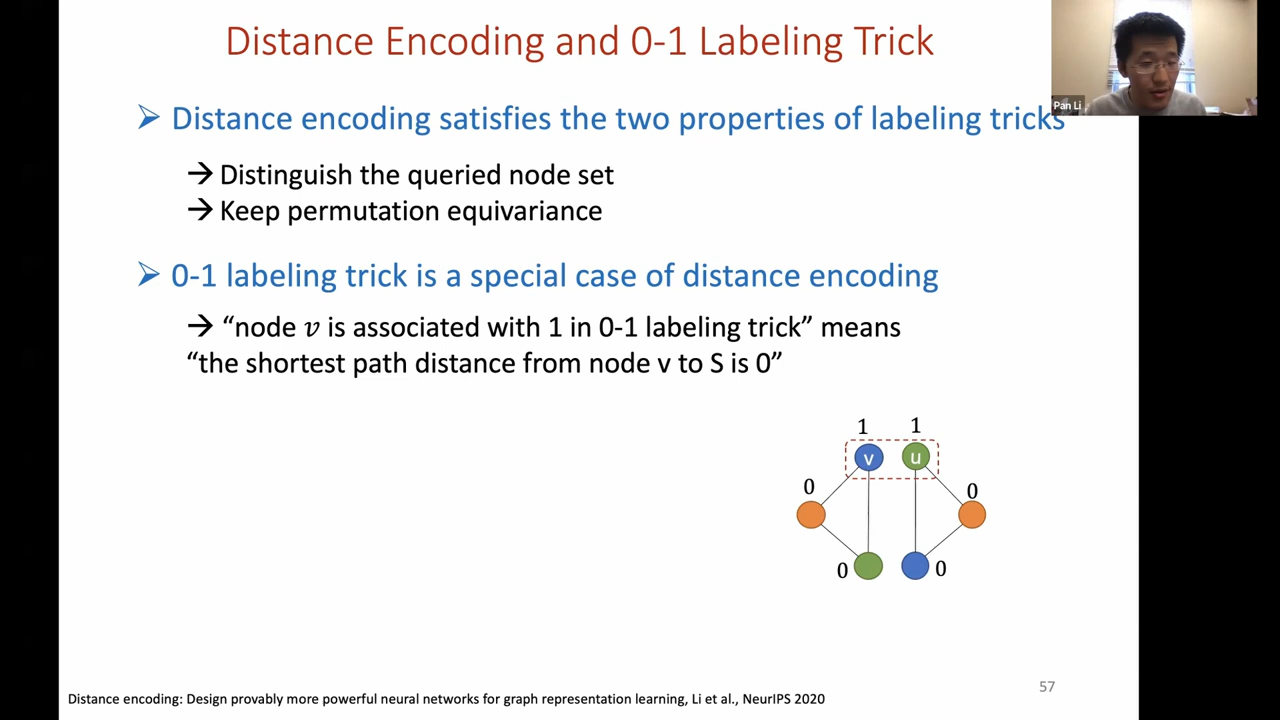 Distance Encoding and 0-1 Labeling Trick
Pan Li
➢ Distance encoding satisfies the two properties of labeling tricks
→ Distinguish the queried node set
→ Keep permutation equivariance
➢ 0-1 labeling trick is a special case of distance encoding
→ “node 𝑣 is associated with 1 in 0-1 labeling trick” means
“the shortest path distance from node v to S is 0”
1 1
v u
0 0
0 0
57
Distance encoding: Design provably more powerful neural networks for graph representation learning, Li et al., NeurIPS 2020